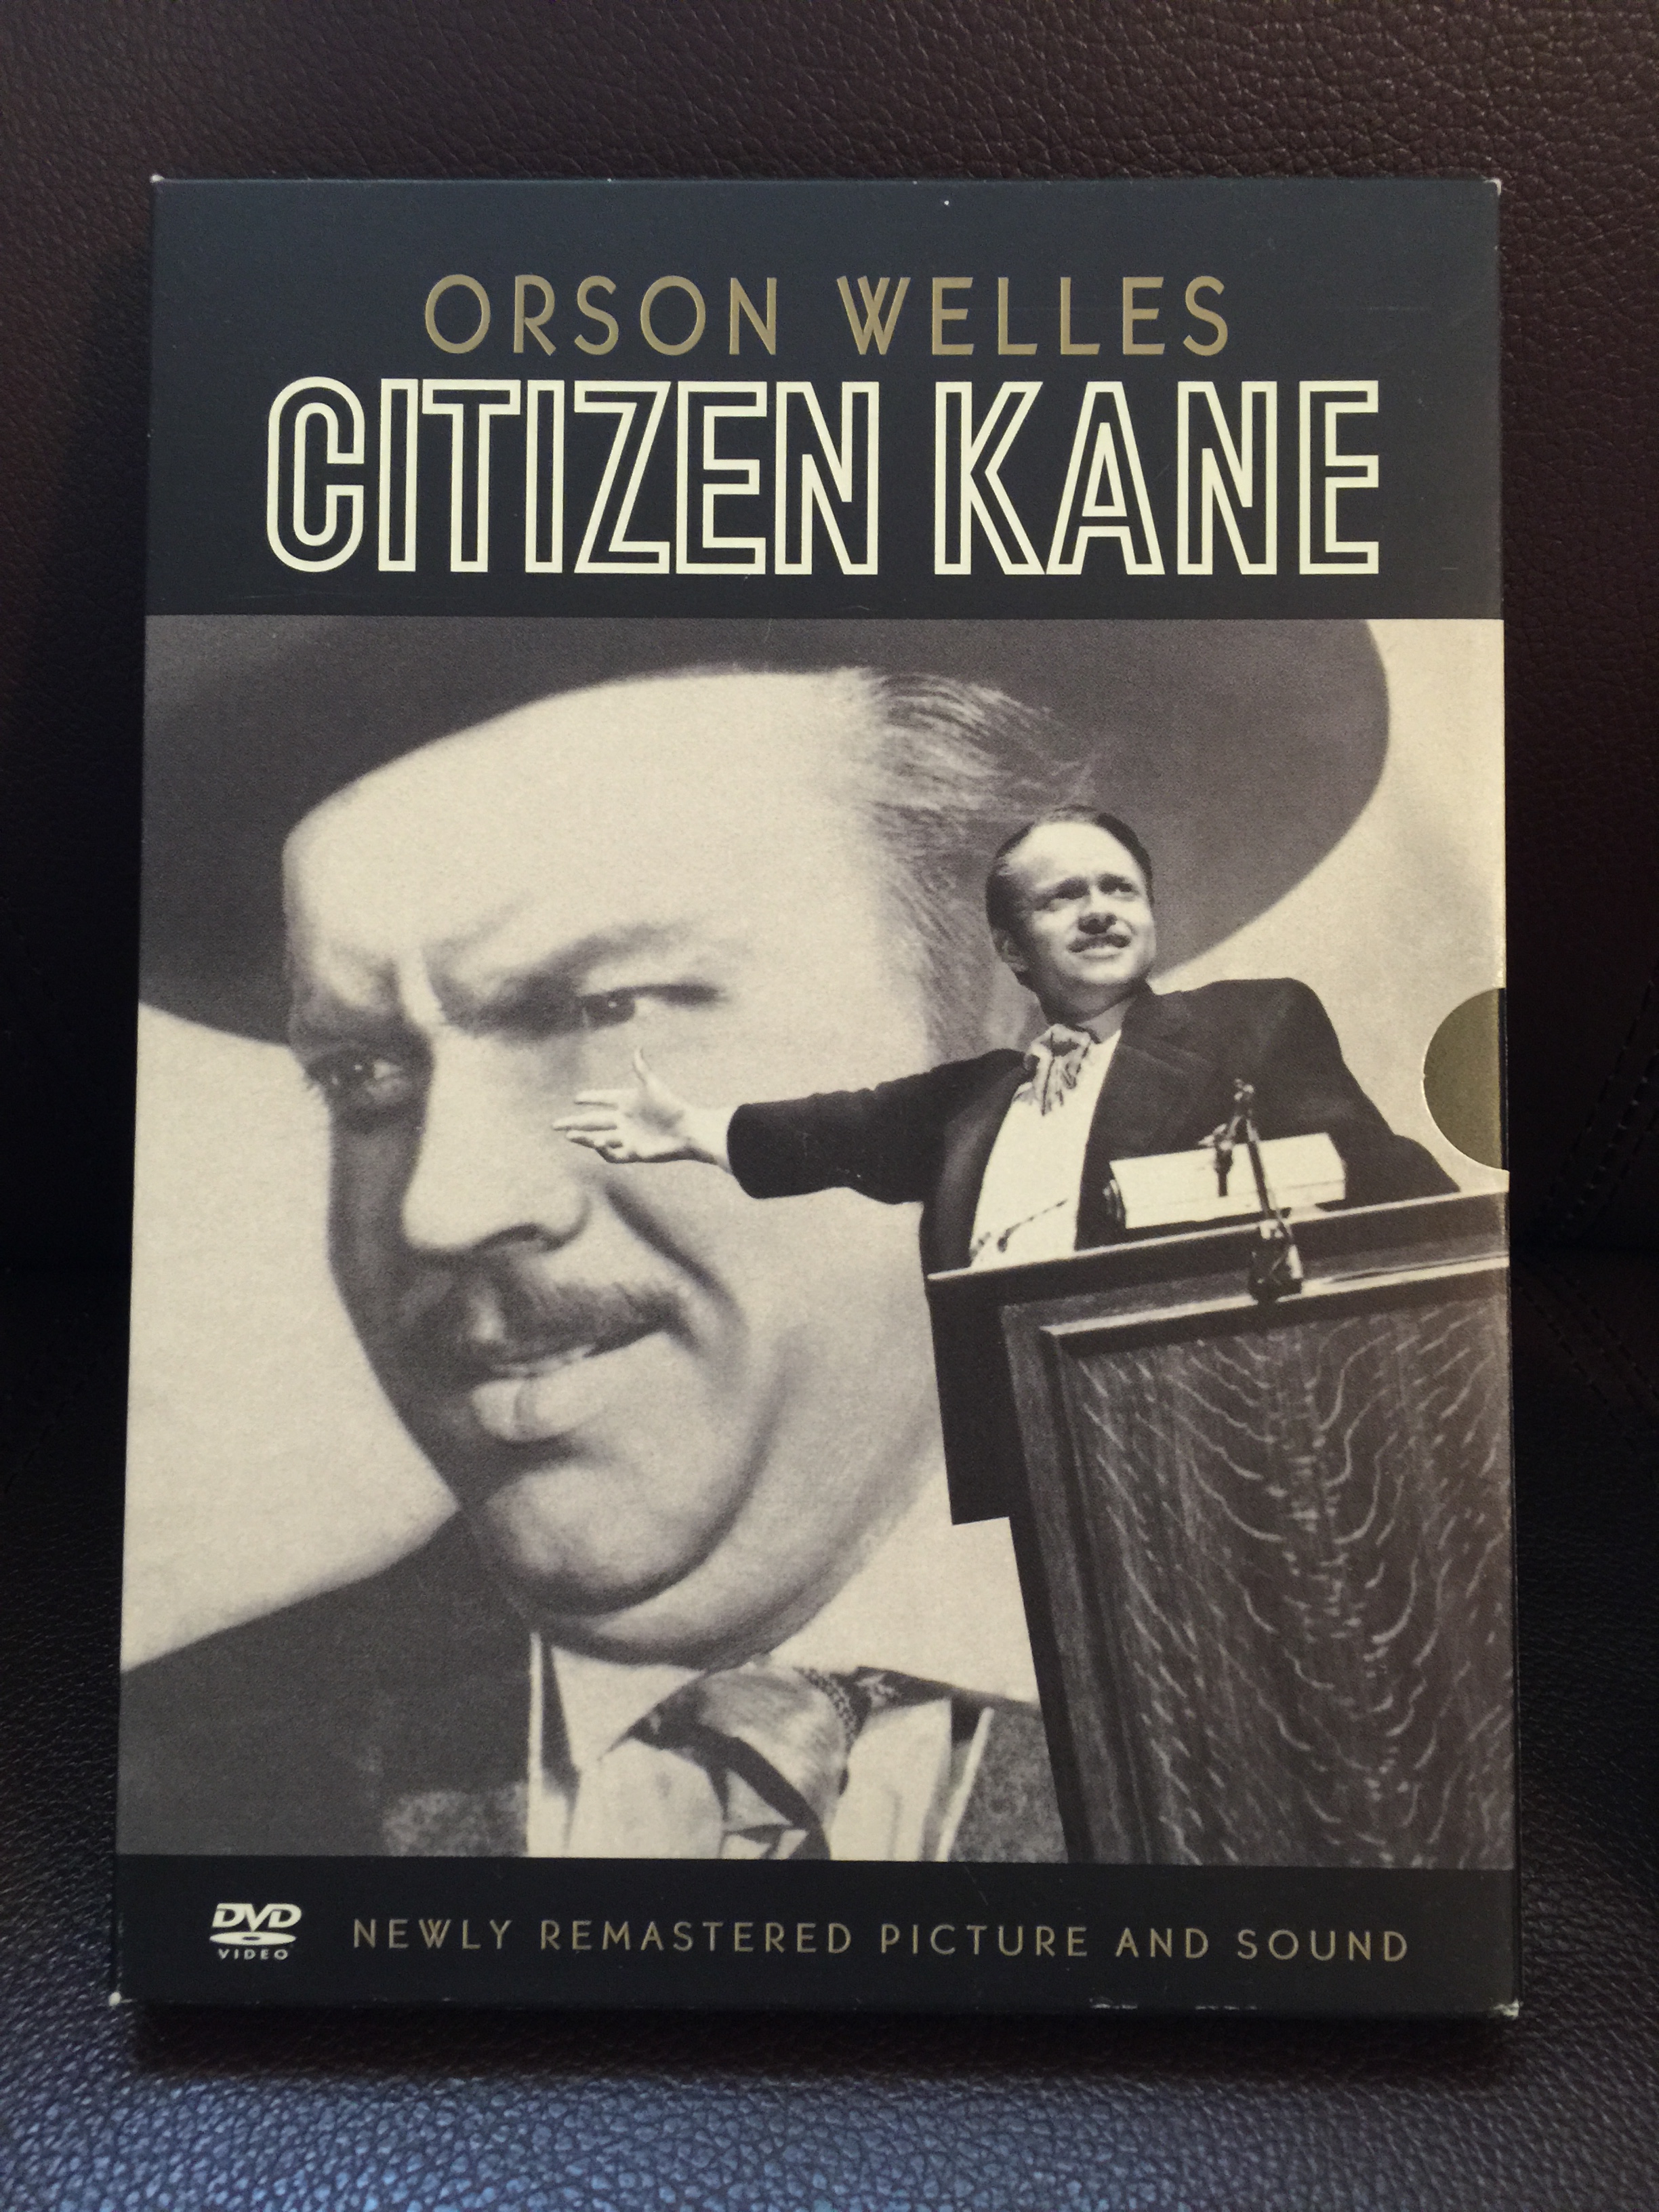 ORSON WELLES
CITIZEN KANE
DVD
VIDEO
NEWLY REMASTERED PICTURE AND SOUND